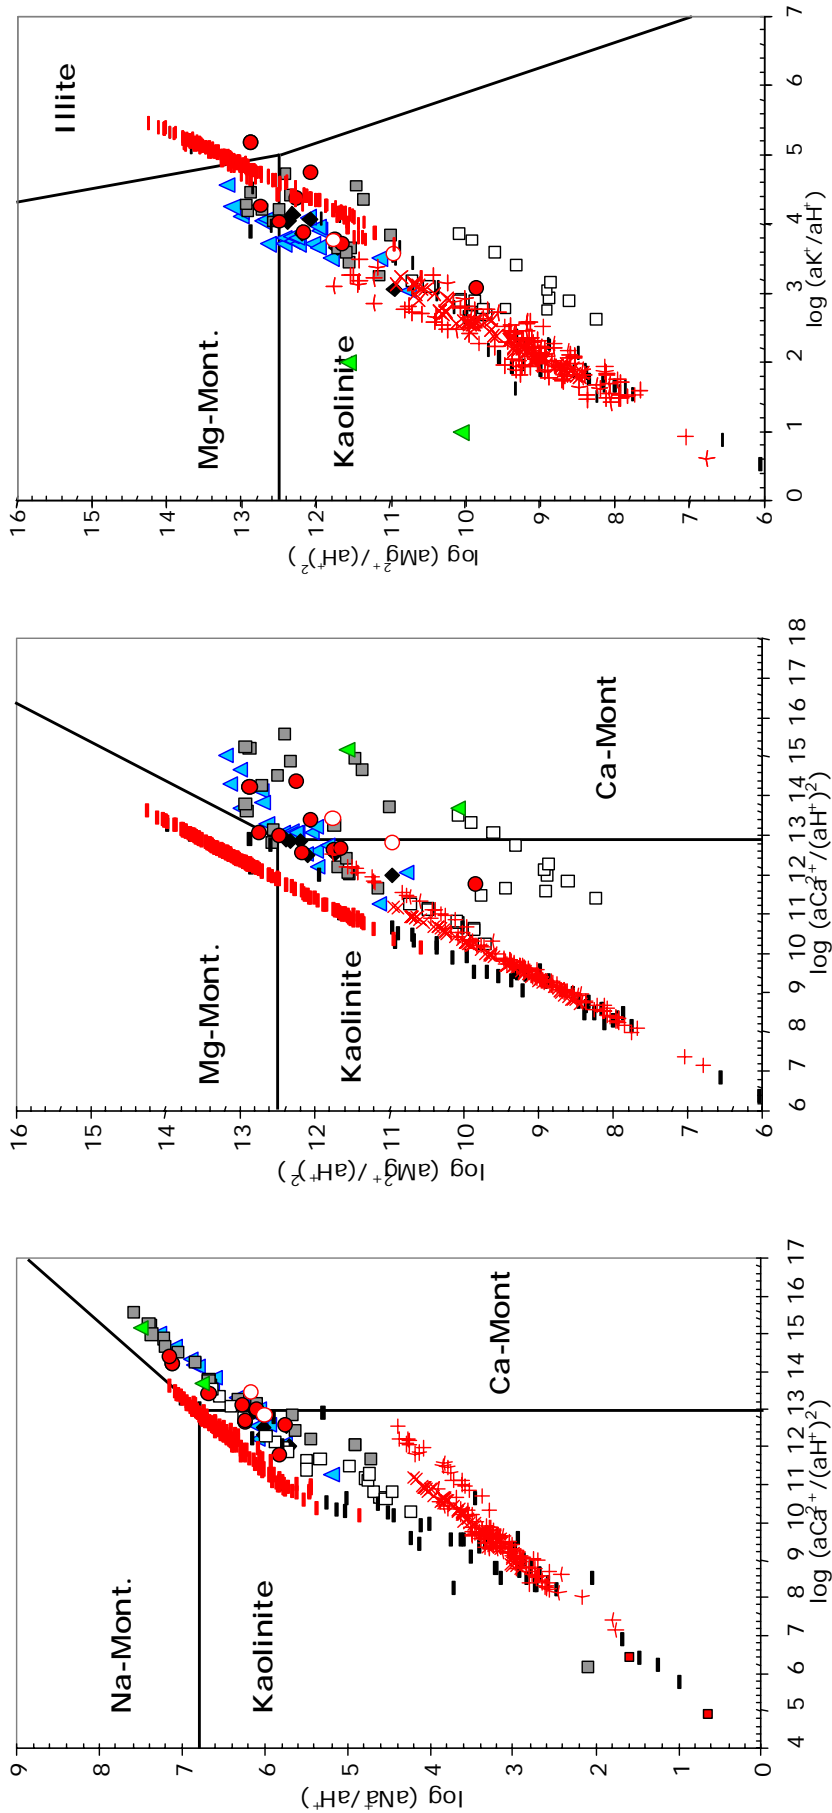 9
8
7
6
5
4
3
2
1
0
log (aNa⁺/aH⁺)
Na-Mont.
Kaolinite
Ca-Mont
4 5 6 7 8 9 10 11 12 13 14 15 16 17
log (aCa²⁺/(aH⁺)²)
16
15
14
13
12
11
10
9
8
7
6
log (aMg²⁺/(aH⁺)²)
Mg-Mont.
Kaolinite
Ca-Mont
6 7 8 9 10 11 12 13 14 15 16 17 18
log (aCa²⁺/(aH⁺)²)
16
15
14
13
12
11
10
9
8
7
6
log (aMg²⁺/(aH⁺)²)
Illite
Mg-Mont.
Kaolinite
0 1 2 3 4 5 6 7
log (aK⁺/aH⁺)